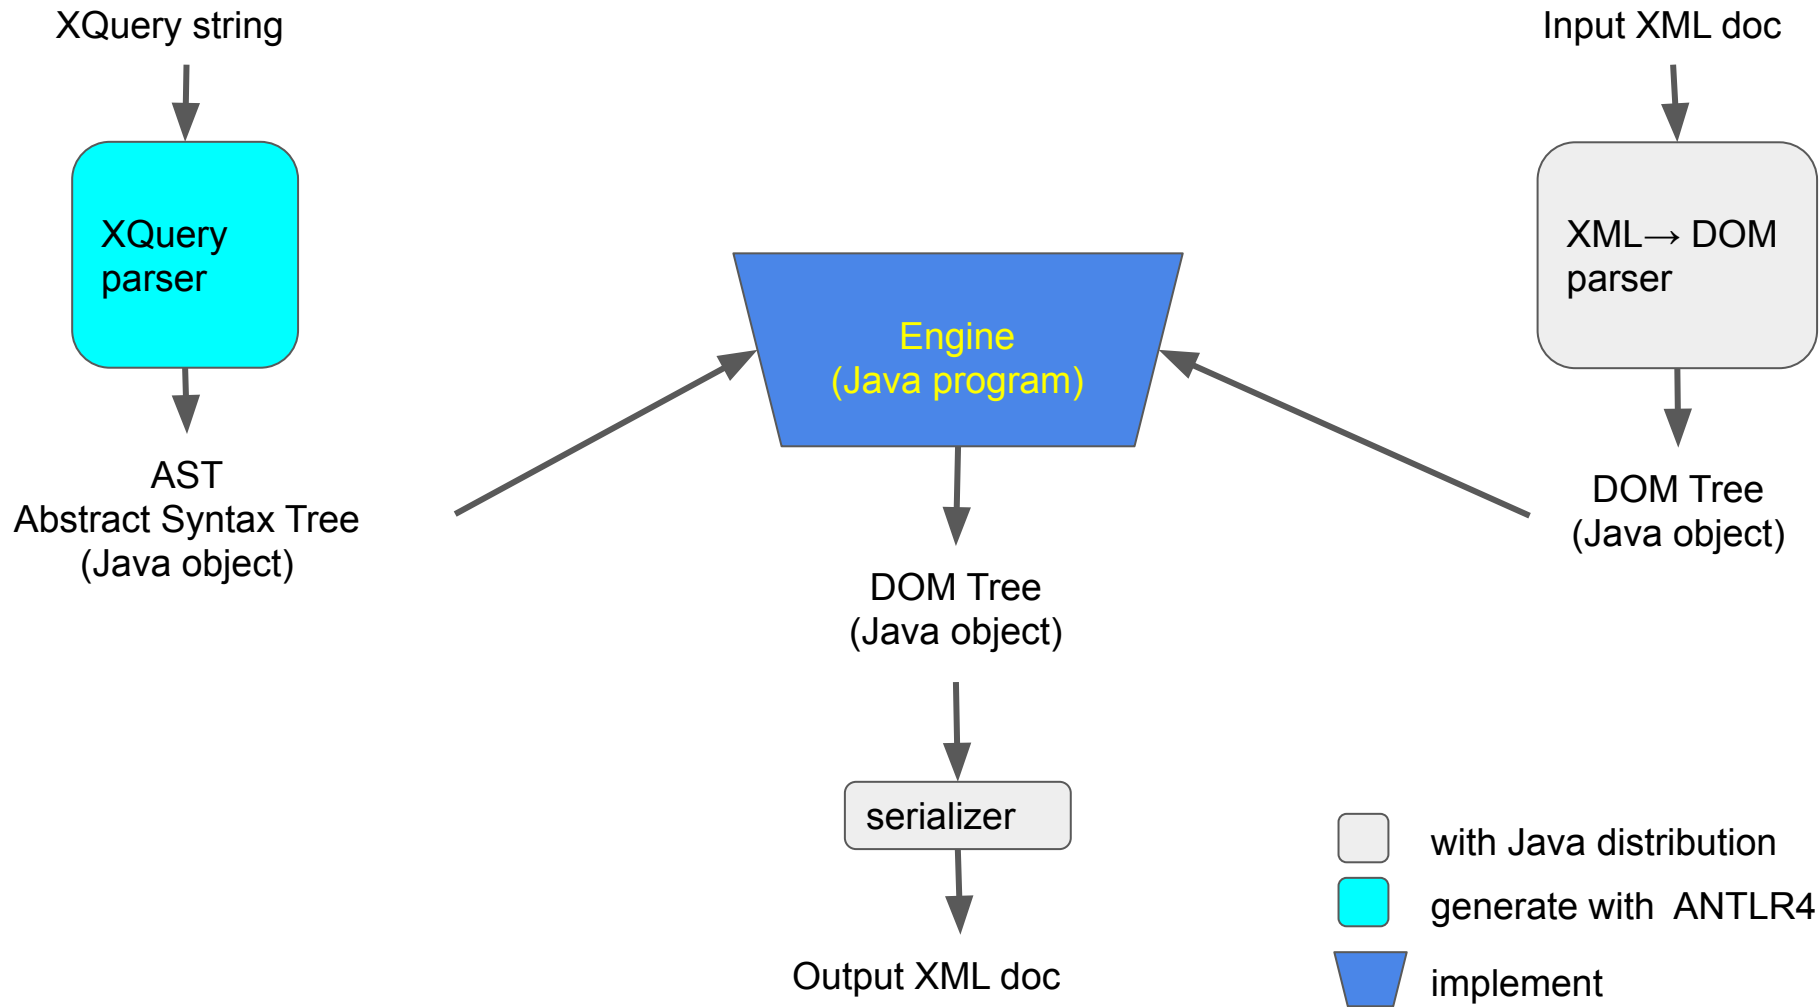 XQuery string
Input XML doc
XQuery
parser
XML→ DOM
parser
Engine
(Java program)
AST
Abstract Syntax Tree
(Java object)
DOM Tree
(Java object)
DOM Tree
(Java object)
serializer
Output XML doc
with Java distribution
generate with ANTLR4
implement